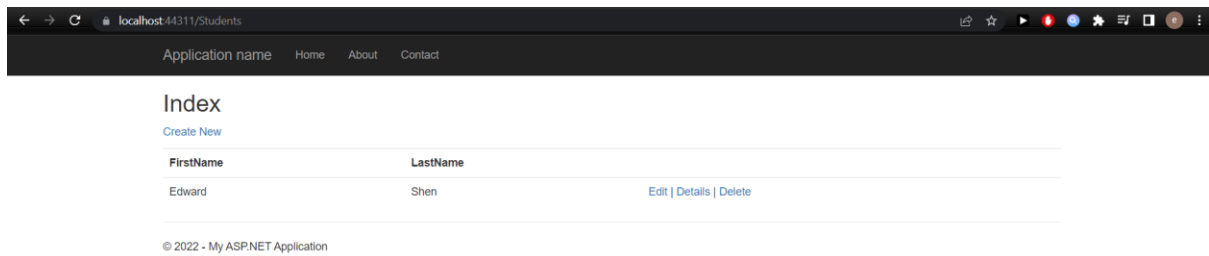 localhost:44311/Students
e
Application name Home About Contact
Index
Create New
FirstName LastName
Edward Shen Edit | Details | Delete
© 2022 - My ASP.NET Application